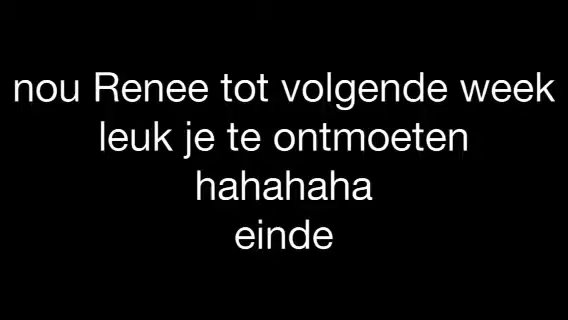 nou Renee tot volgende week
leuk je te ontmoeten
hahahaha
einde